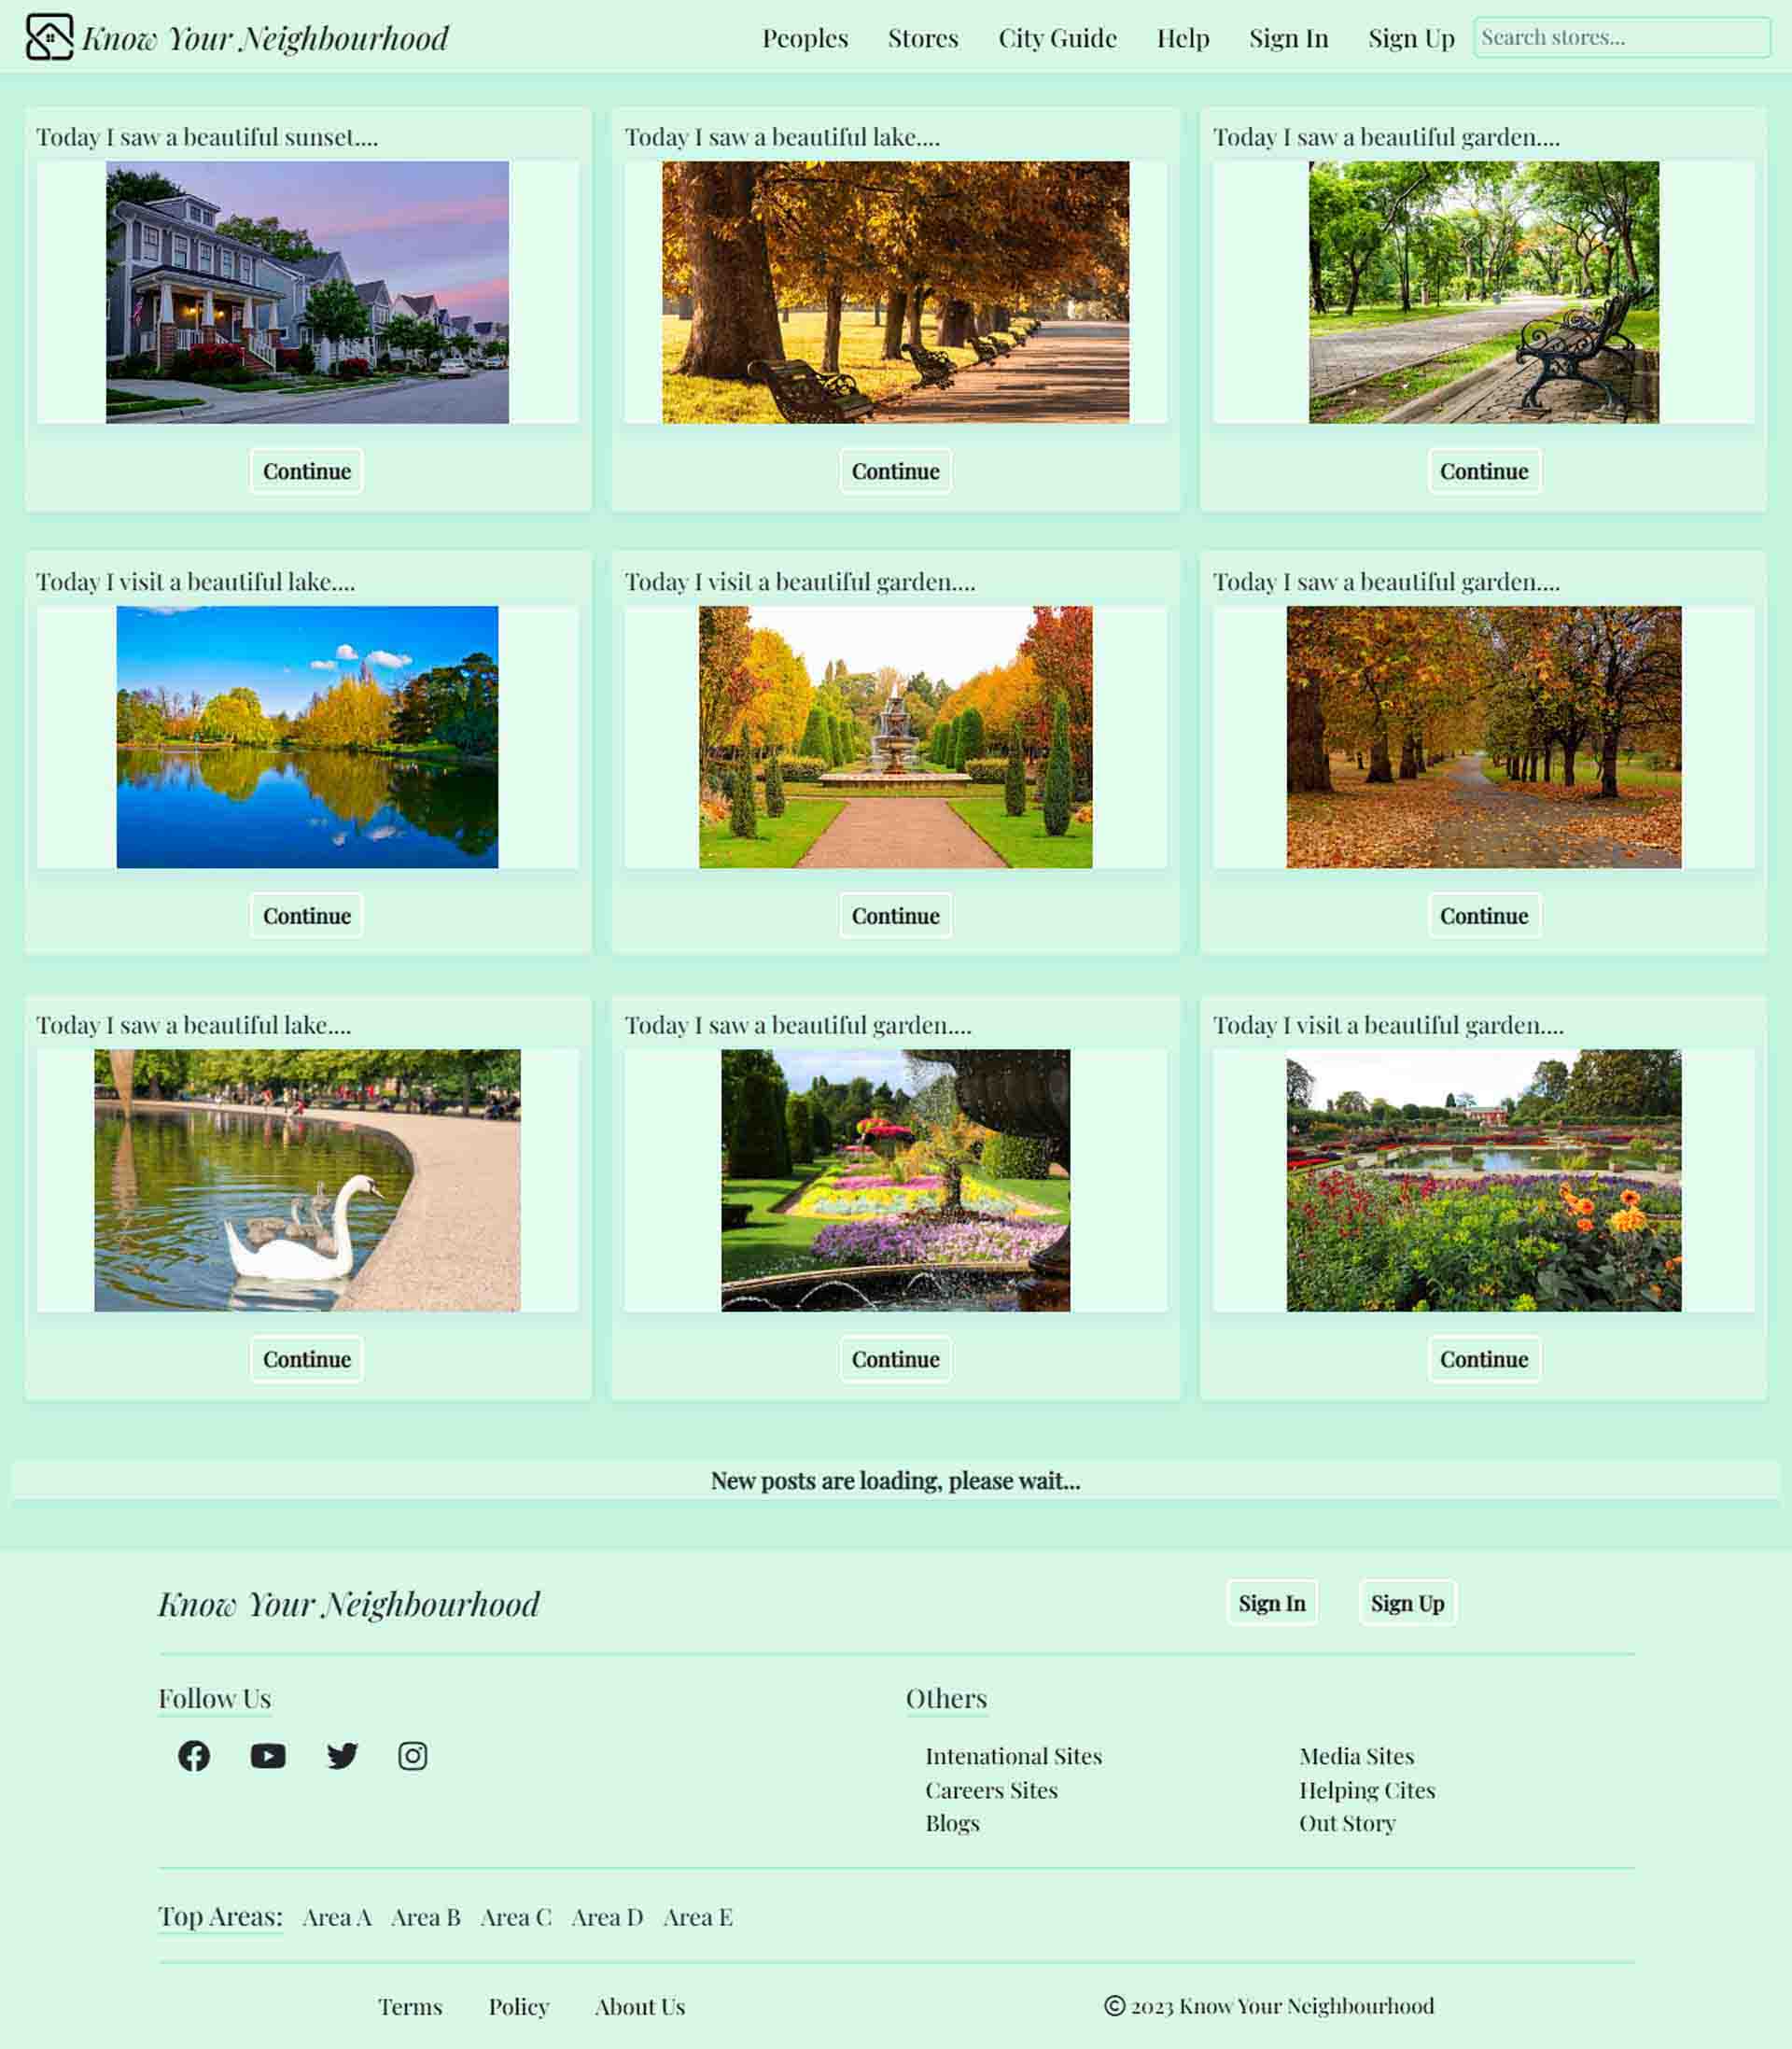 Know Your Neighbourhood
Peoples Stores City Guide Help Sign In Sign Up Search stores...
Today I saw a beautiful sunset.... Today I saw a beautiful lake.... Today I saw a beautiful garden....
Continue Continue Continue
Today I visit a beautiful lake.... Today I visit a beautiful garden.... Today I saw a beautiful garden....
Continue Continue Continue
Today I saw a beautiful lake.... Today I saw a beautiful garden.... Today I visit a beautiful garden....
Continue Continue Continue
New posts are loading, please wait...
Know Your Neighbourhood Sign In Sign Up
Follow Us
Others
Intenational Sites Media Sites
Careers Sites Helping Cites
Blogs Out Story
Top Areas: Area A Area B Area C Area D Area E
Terms Policy About Us © 2023 Know Your Neighbourhood